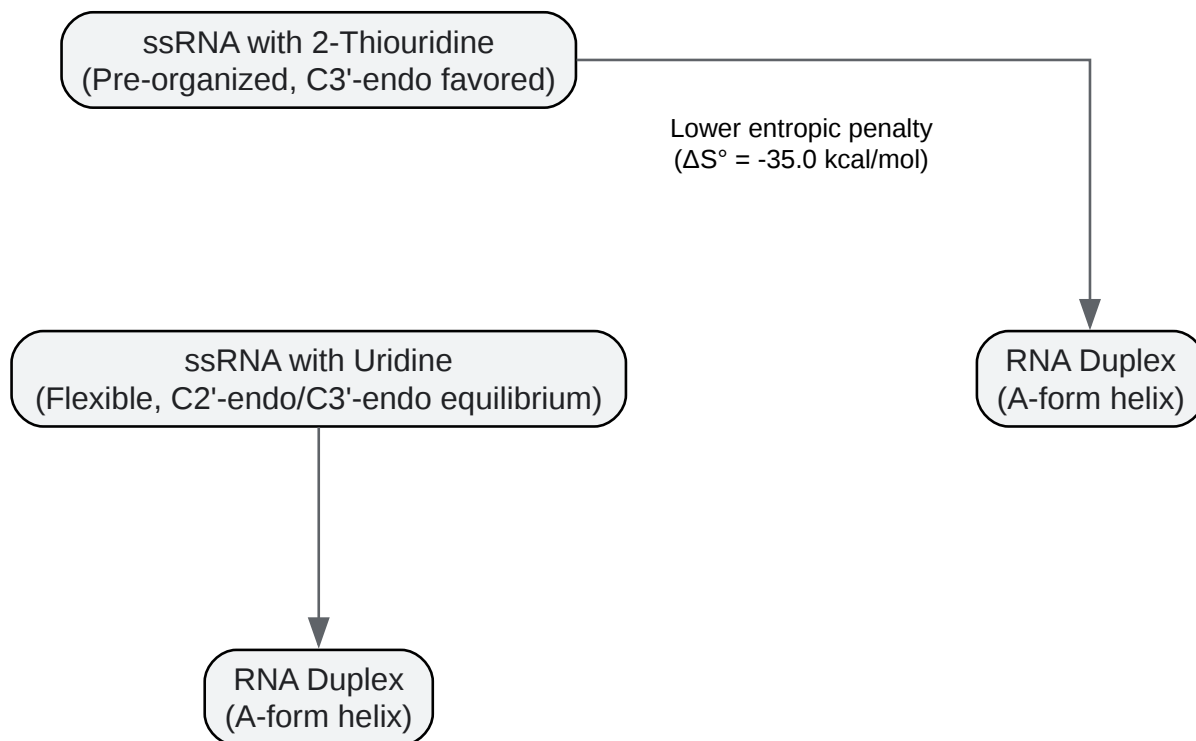 ssRNA with 2-Thiouridine
(Pre-organized, C3'-endo favored)
Lower entropic penalty
(ΔS° = -35.0 kcal/mol)
ssRNA with Uridine
(Flexible, C2'-endo/C3'-endo equilibrium)
RNA Duplex
(A-form helix)
RNA Duplex
(A-form helix)